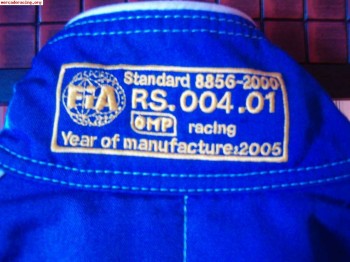 mercadoracing.org
Standard 8856-2000
FiA RS.004.01
OMP racing
Year of manufacture:2005